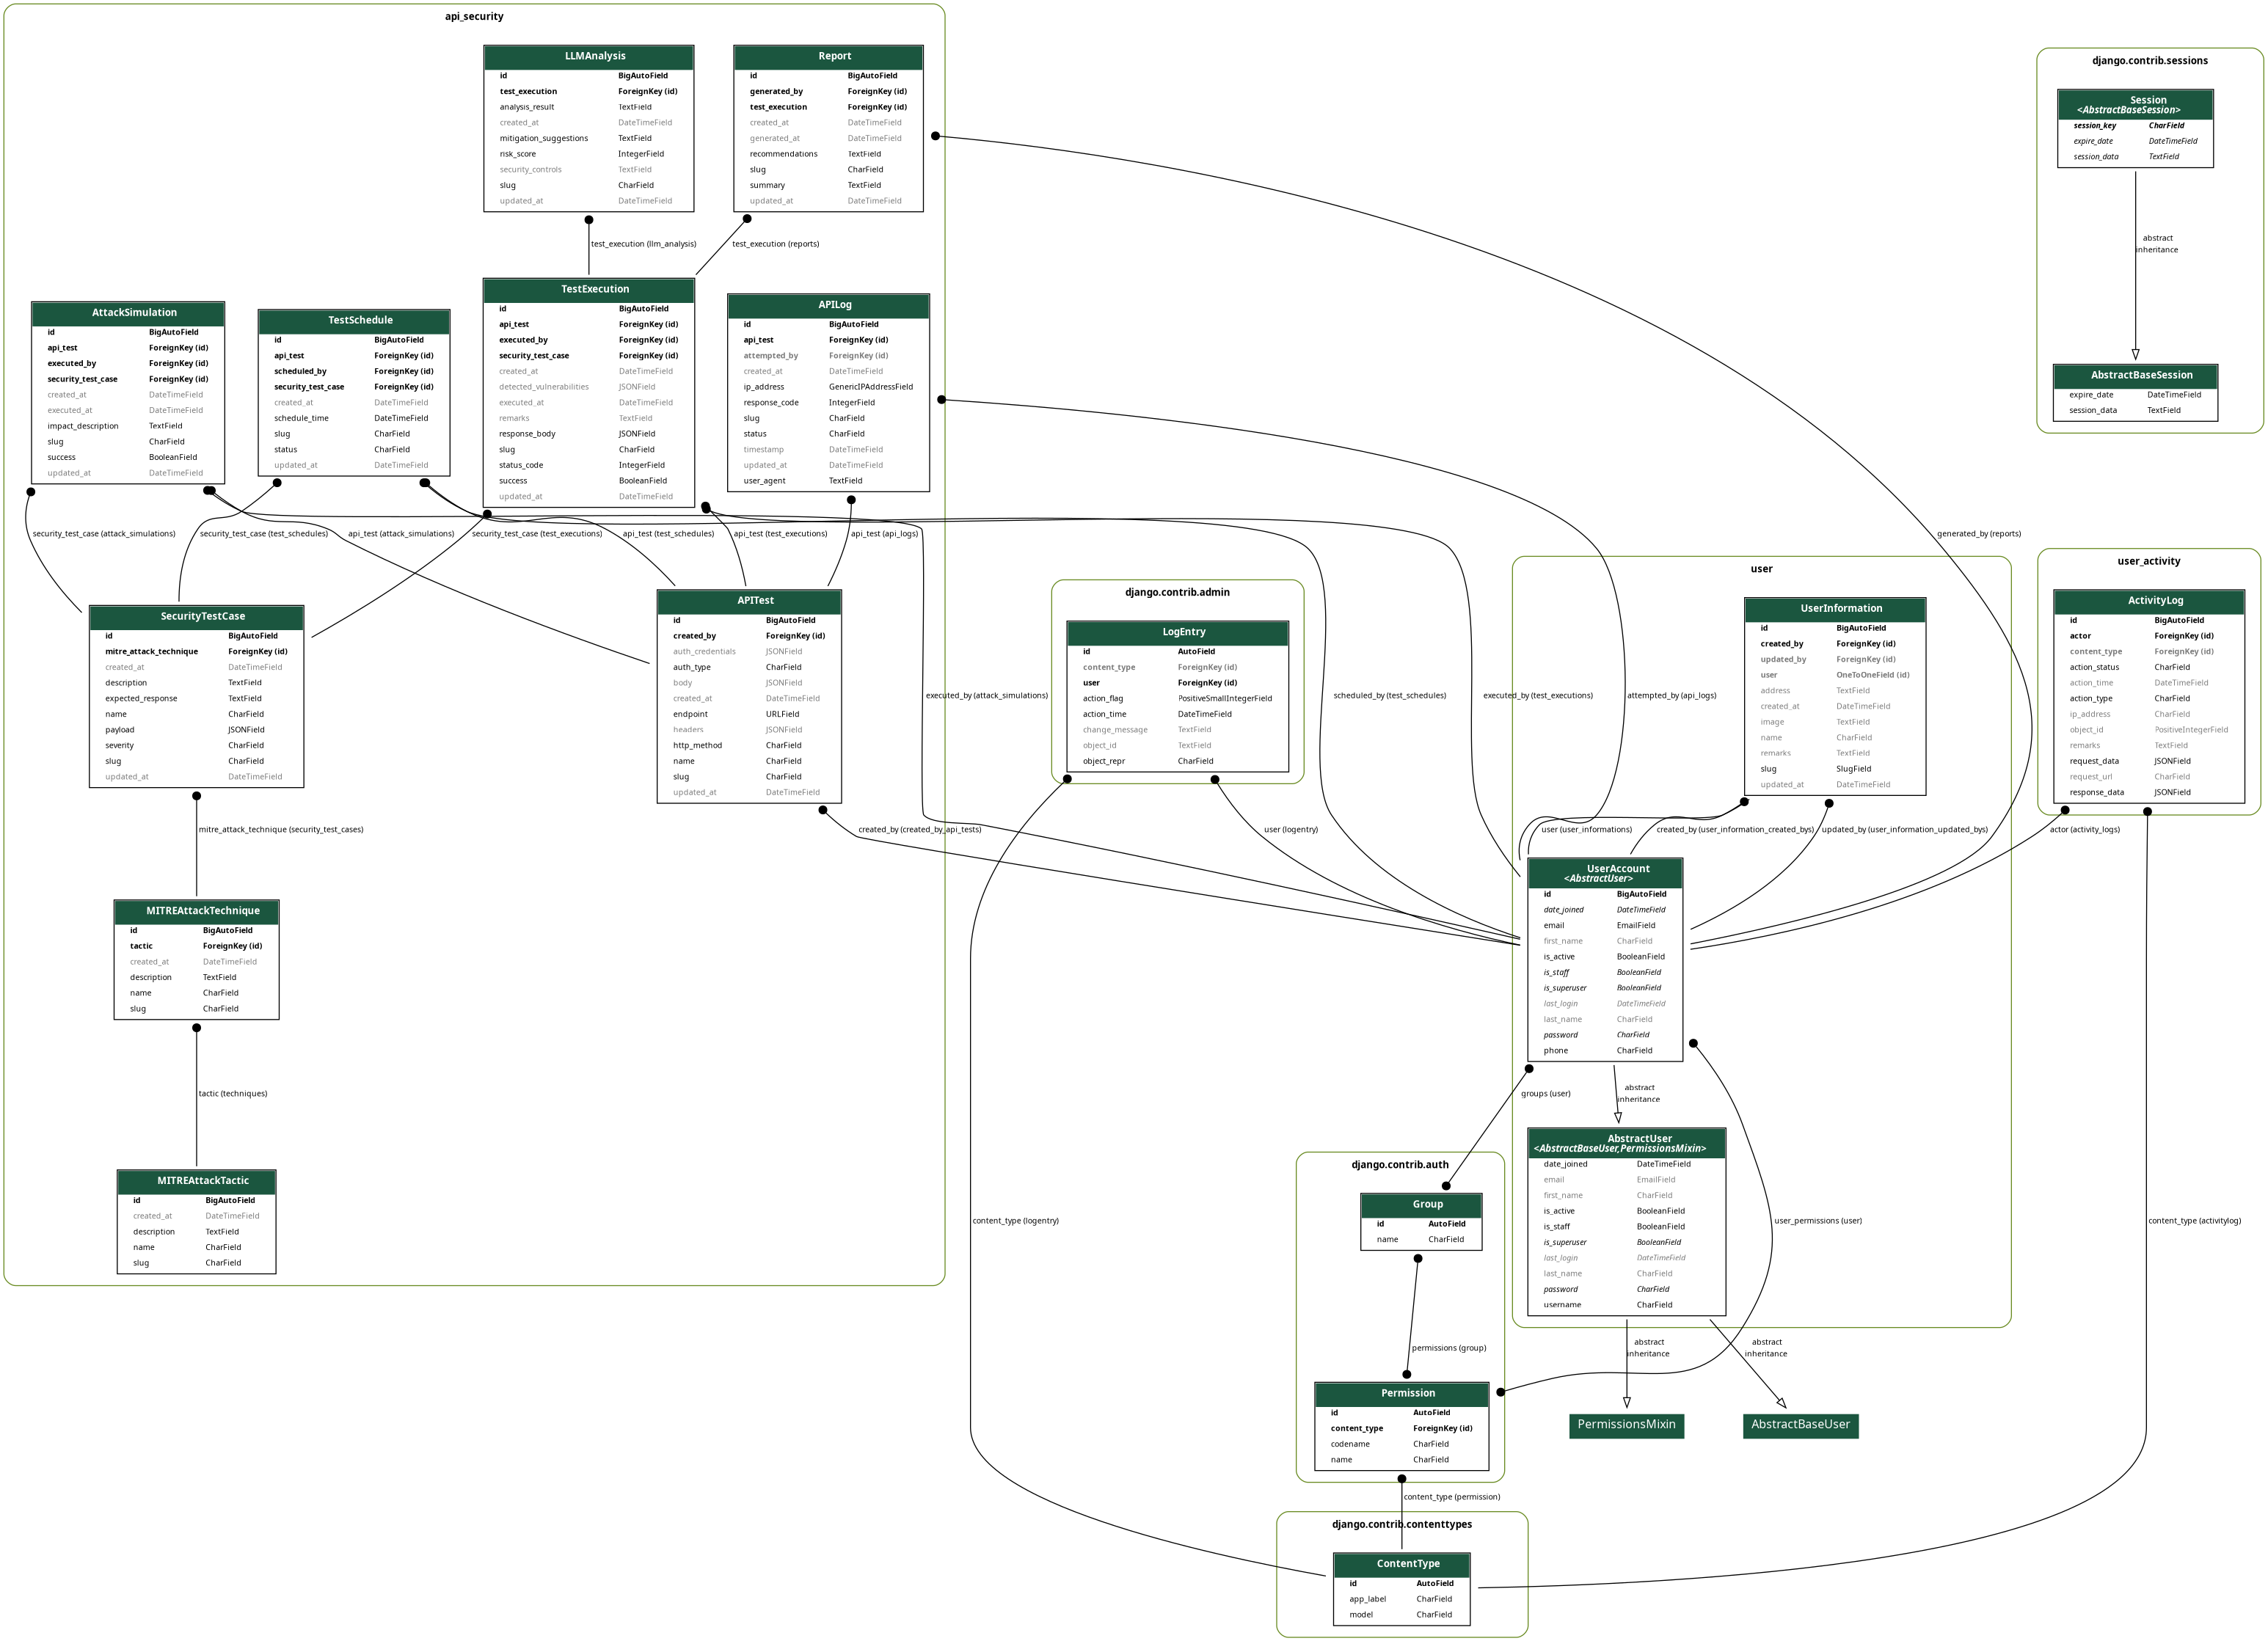 api_security
LLMAnalysis
id BigAutoField
test_execution ForeignKey (id)
analysis_result TextField
created_at DateTimeField
mitigation_suggestions TextField
risk_score IntegerField
security_controls TextField
slug CharField
updated_at DateTimeField
Report
id BigAutoField
generated_by ForeignKey (id)
test_execution ForeignKey (id)
created_at DateTimeField
generated_at DateTimeField
recommendations TextField
slug CharField
summary TextField
updated_at DateTimeField
test_execution (llm_analysis)
test_execution (reports)
AttackSimulation
id BigAutoField
api_test ForeignKey (id)
executed_by ForeignKey (id)
security_test_case ForeignKey (id)
created_at DateTimeField
executed_at DateTimeField
impact_description TextField
slug CharField
success BooleanField
updated_at DateTimeField
TestSchedule
id BigAutoField
api_test ForeignKey (id)
scheduled_by ForeignKey (id)
security_test_case ForeignKey (id)
created_at DateTimeField
schedule_time DateTimeField
slug CharField
status CharField
updated_at DateTimeField
TestExecution
id BigAutoField
api_test ForeignKey (id)
executed_by ForeignKey (id)
security_test_case ForeignKey (id)
created_at DateTimeField
detected_vulnerabilities JSONField
executed_at DateTimeField
remarks TextField
response_body JSONField
slug CharField
status_code IntegerField
success BooleanField
updated_at DateTimeField
APILog
id BigAutoField
api_test ForeignKey (id)
attempted_by ForeignKey (id)
created_at DateTimeField
ip_address GenericIPAddressField
response_code IntegerField
slug CharField
status CharField
timestamp DateTimeField
updated_at DateTimeField
user_agent TextField
security_test_case (attack_simulations)
security_test_case (test_schedules)
api_test (attack_simulations)
security_test_case (test_executions)
api_test (test_schedules)
api_test (test_executions)
api_test (api_logs)
SecurityTestCase
id BigAutoField
mitre_attack_technique ForeignKey (id)
created_at DateTimeField
description TextField
expected_response TextField
name CharField
payload JSONField
severity CharField
slug CharField
updated_at DateTimeField
APITest
id BigAutoField
created_by ForeignKey (id)
auth_credentials JSONField
auth_type CharField
body JSONField
created_at DateTimeField
endpoint URLField
headers JSONField
http_method CharField
name CharField
slug CharField
updated_at DateTimeField
executed_by (attack_simulations)
scheduled_by (test_schedules)
executed_by (test_executions)
attempted_by (api_logs)
generated_by (reports)
mitre_attack_technique (security_test_cases)
created_by (created_by_api_tests)
MITREAttackTechnique
id BigAutoField
tactic ForeignKey (id)
created_at DateTimeField
description TextField
name CharField
slug CharField
tactic (techniques)
MITREAttackTactic
id BigAutoField
created_at DateTimeField
description TextField
name CharField
slug CharField
django.contrib.admin
LogEntry
id AutoField
content_type ForeignKey (id)
user ForeignKey (id)
action_flag PositiveSmallIntegerField
action_time DateTimeField
change_message TextField
object_id TextField
object_repr CharField
user (logentry)
content_type (logentry)
user
UserInformation
id BigAutoField
created_by ForeignKey (id)
updated_by ForeignKey (id)
user OneToOneField (id)
address TextField
created_at DateTimeField
image TextField
name CharField
remarks TextField
slug SlugField
updated_at DateTimeField
user (user_informations)
created_by (user_information_created_bys)
updated_by (user_information_updated_bys)
UserAccount
<AbstractUser>
id BigAutoField
date_joined DateTimeField
email EmailField
first_name CharField
is_active BooleanField
is_staff BooleanField
is_superuser BooleanField
last_login DateTimeField
last_name CharField
password CharField
phone CharField
groups (user)
abstract
inheritance
AbstractUser
<AbstractBaseUser,PermissionsMixin>
date_joined DateTimeField
email EmailField
first_name CharField
is_active BooleanField
is_staff BooleanField
is_superuser BooleanField
last_login DateTimeField
last_name CharField
password CharField
username CharField
user_permissions (user)
abstract
inheritance
abstract
inheritance
PermissionsMixin
AbstractBaseUser
django.contrib.auth
Group
id AutoField
name CharField
permissions (group)
Permission
id AutoField
content_type ForeignKey (id)
codename CharField
name CharField
content_type (permission)
django.contrib.contenttypes
ContentType
id AutoField
app_label CharField
model CharField
django.contrib.sessions
Session
<AbstractBaseSession>
session_key CharField
expire_date DateTimeField
session_data TextField
abstract
inheritance
AbstractBaseSession
expire_date DateTimeField
session_data TextField
user_activity
ActivityLog
id BigAutoField
actor ForeignKey (id)
content_type ForeignKey (id)
action_status CharField
action_time DateTimeField
action_type CharField
ip_address CharField
object_id PositiveIntegerField
remarks TextField
request_data JSONField
request_url CharField
response_data JSONField
actor (activity_logs)
content_type (activitylog)